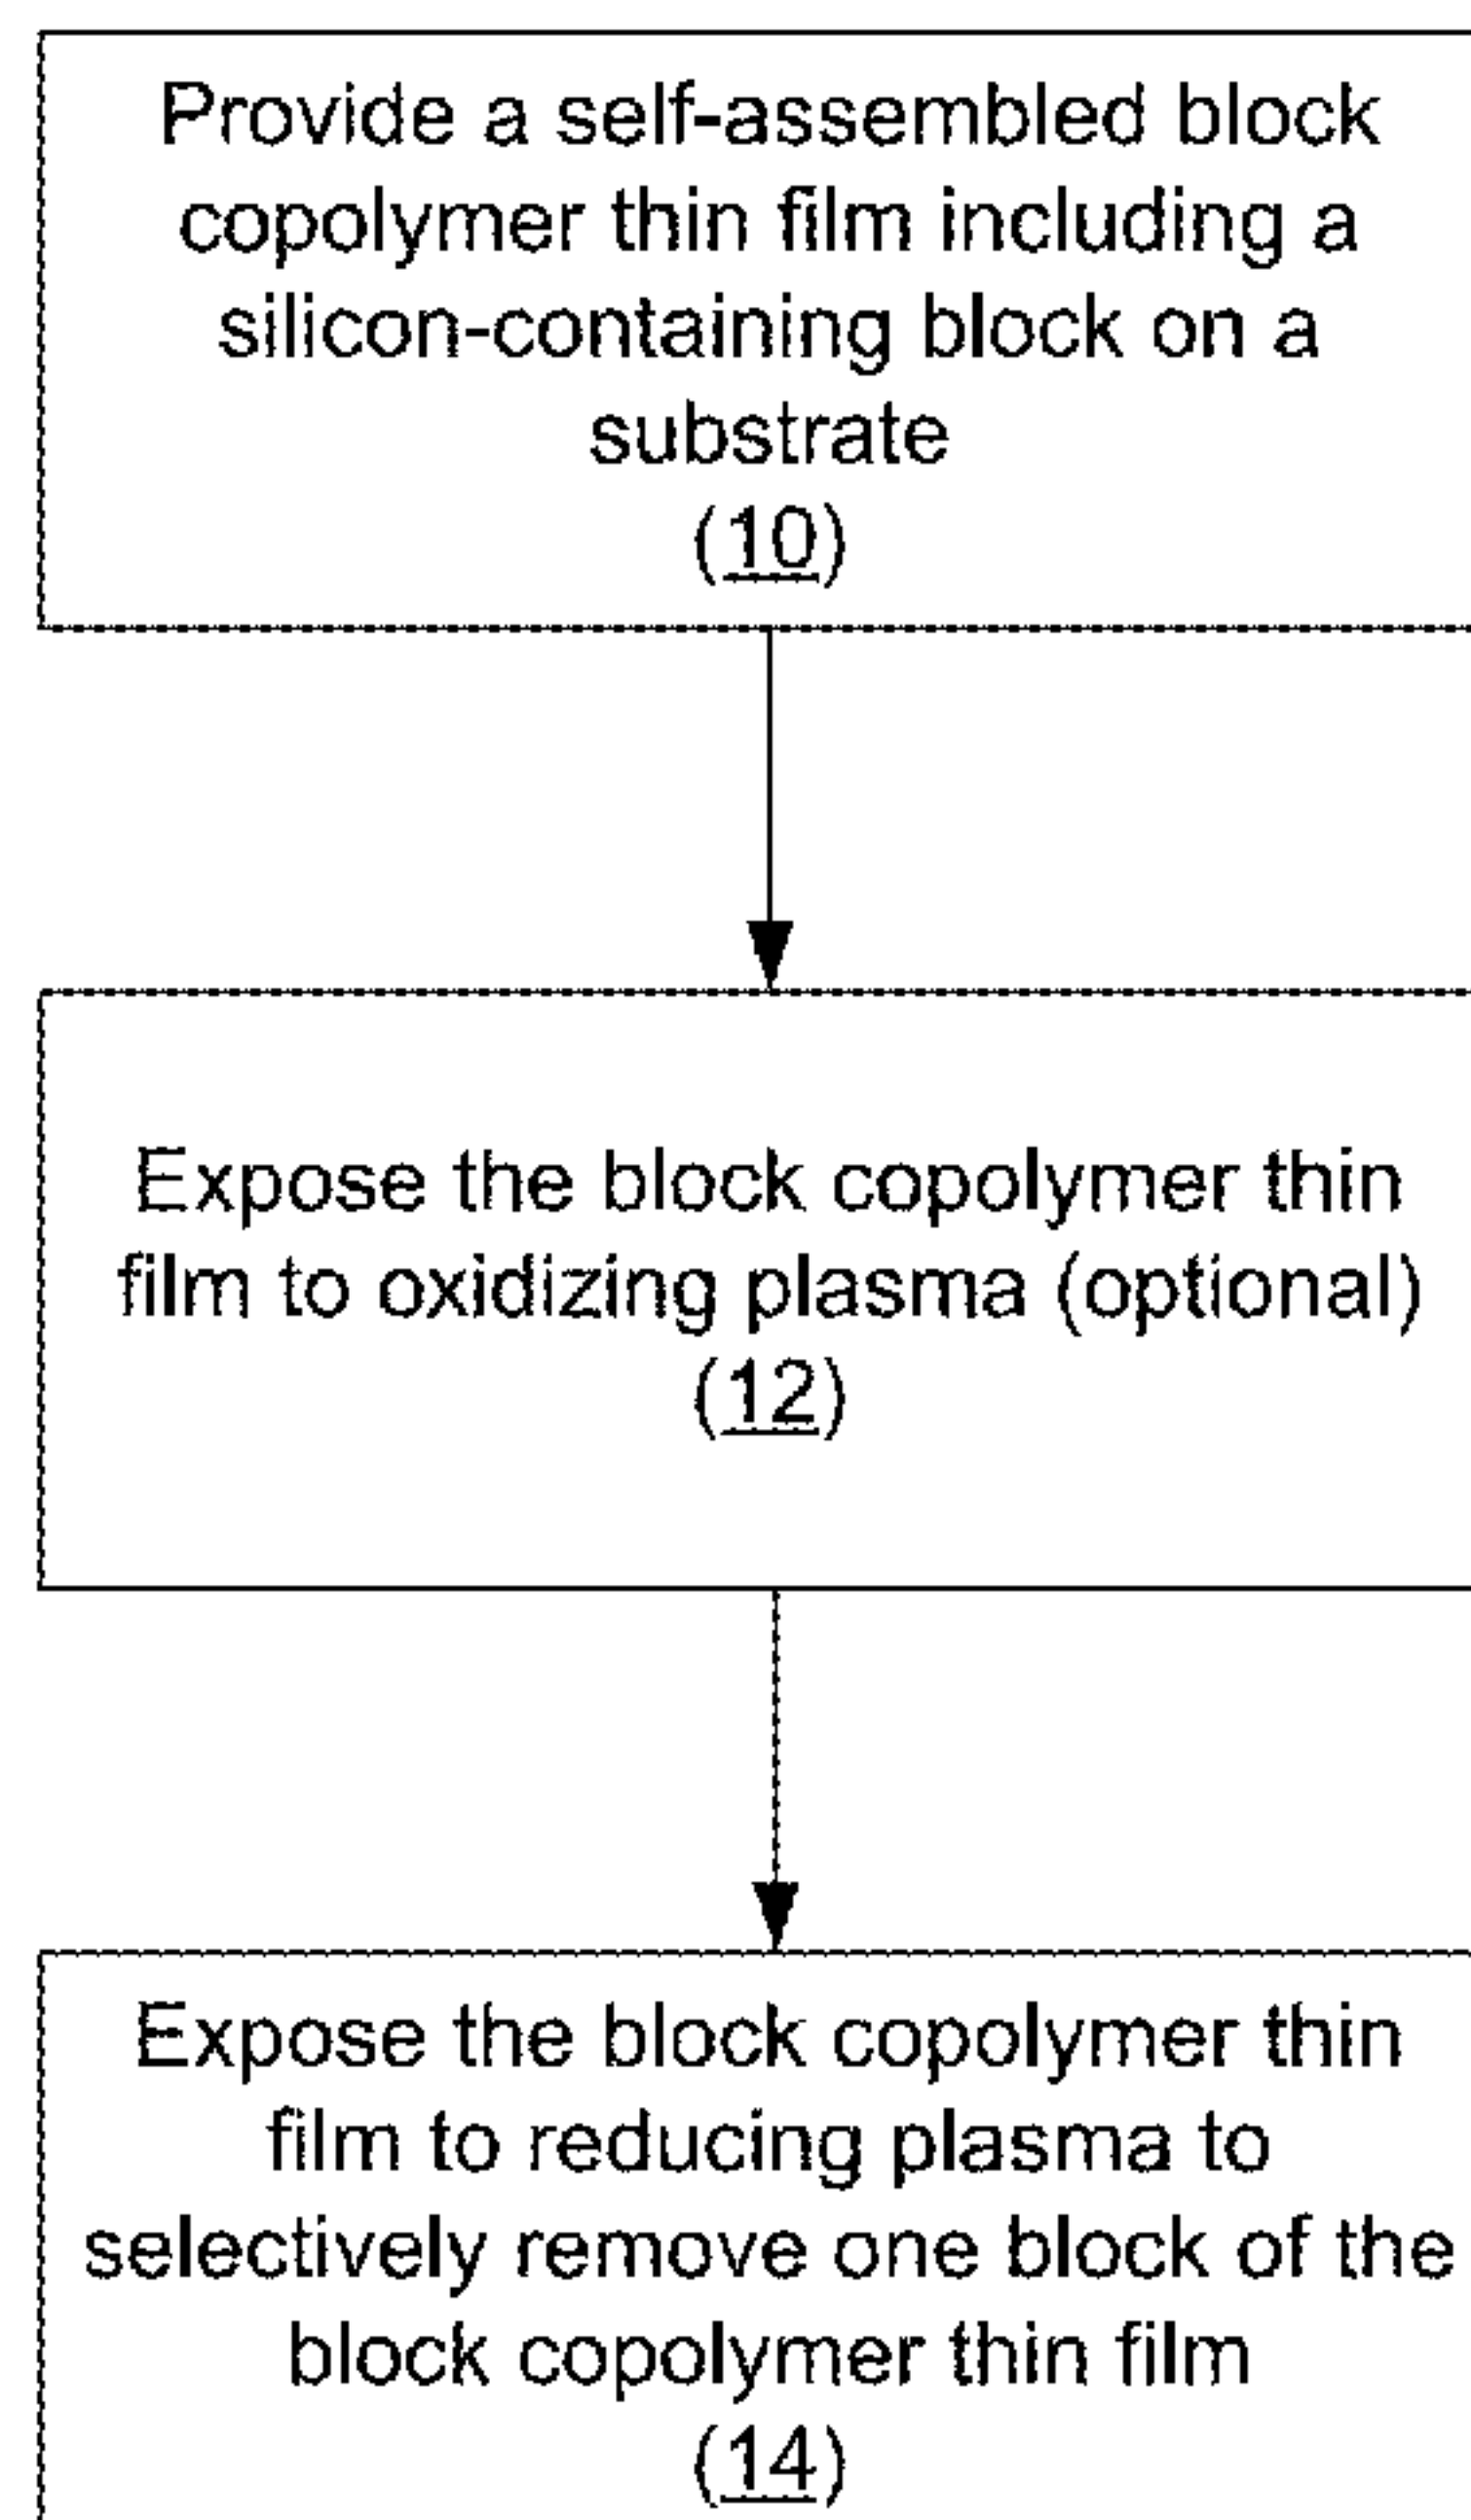 Provide a self-assembled block
copolymer thin film including a
silicon-containing block on a
substrate
(10)
Expose the block copolymer thin
film to oxidizing plasma (optional)
(12)
Expose the block copolymer thin
film to reducing plasma to
selectively remove one block of the
block copolymer thin film
(14)